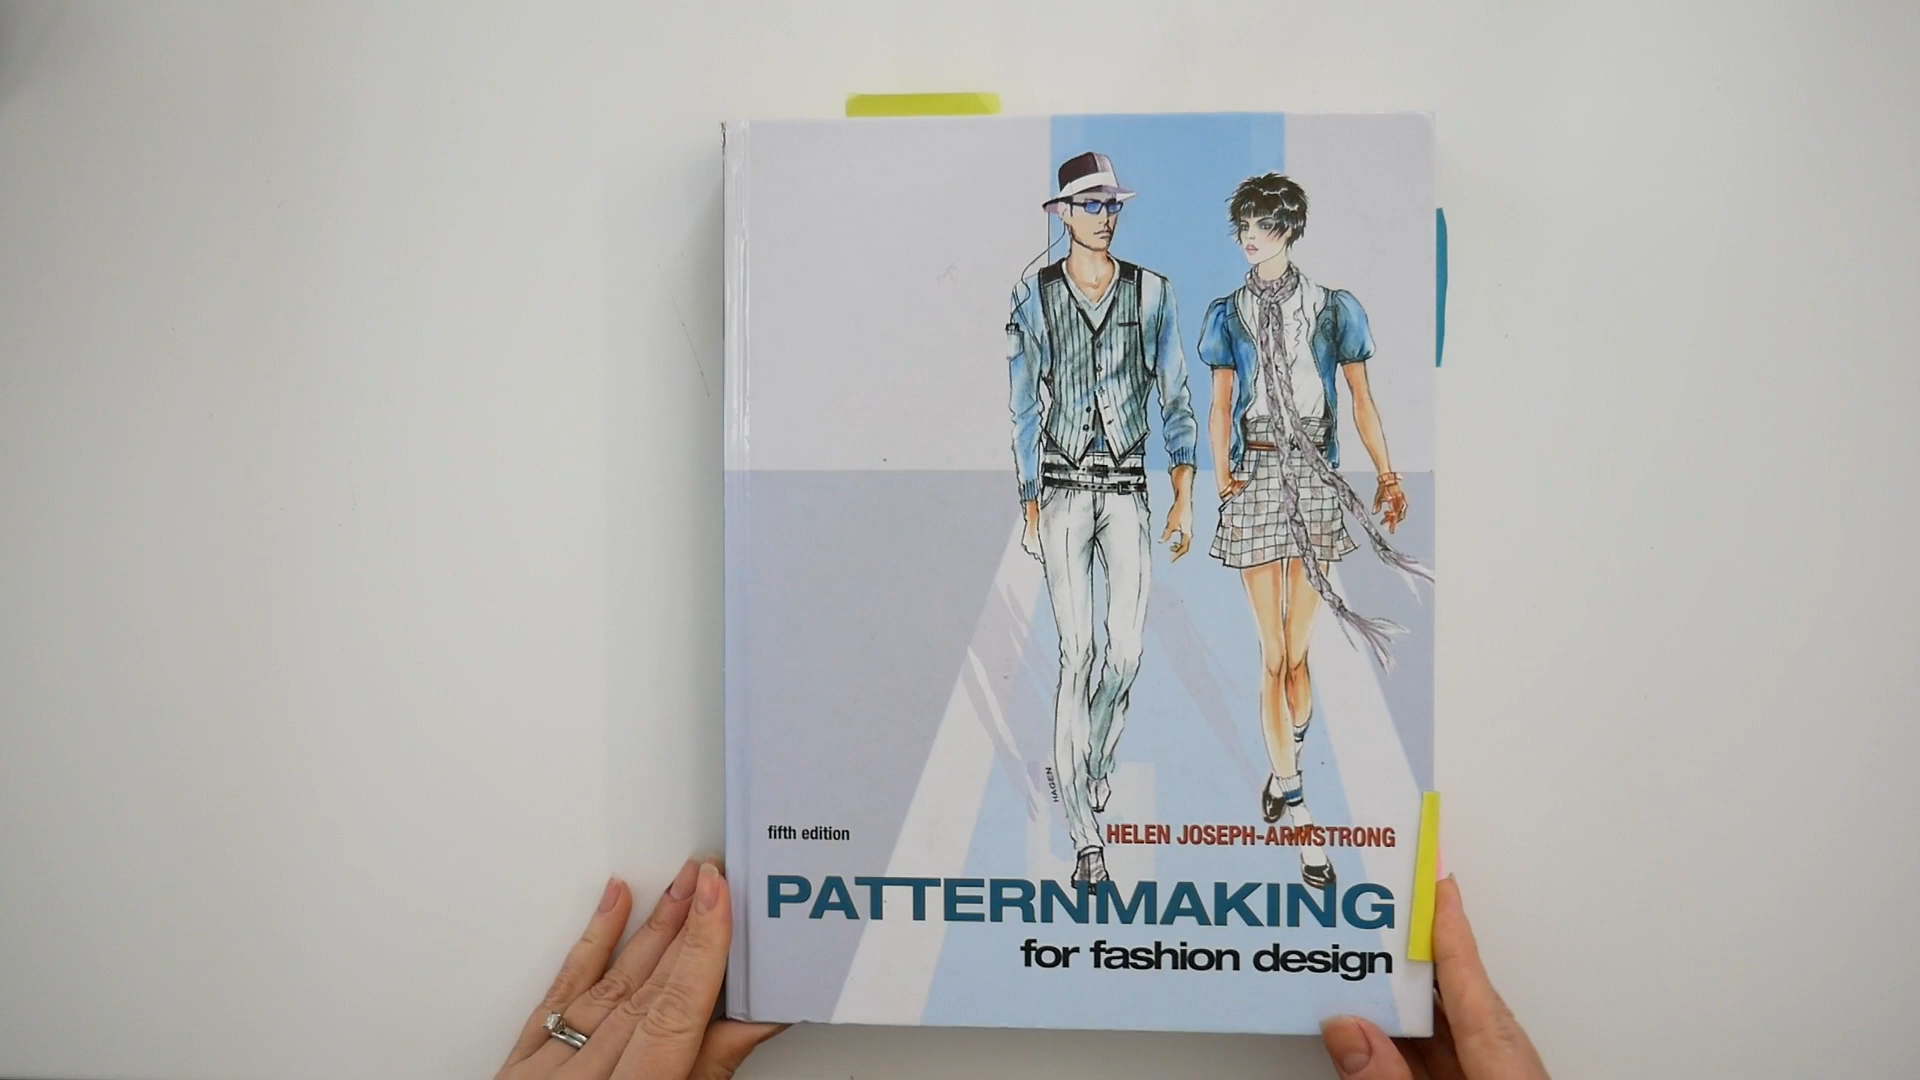 HAGEN
fifth edition
HELEN JOSEPH-ARMSTRONG
PATTERNMAKING
for fashion design